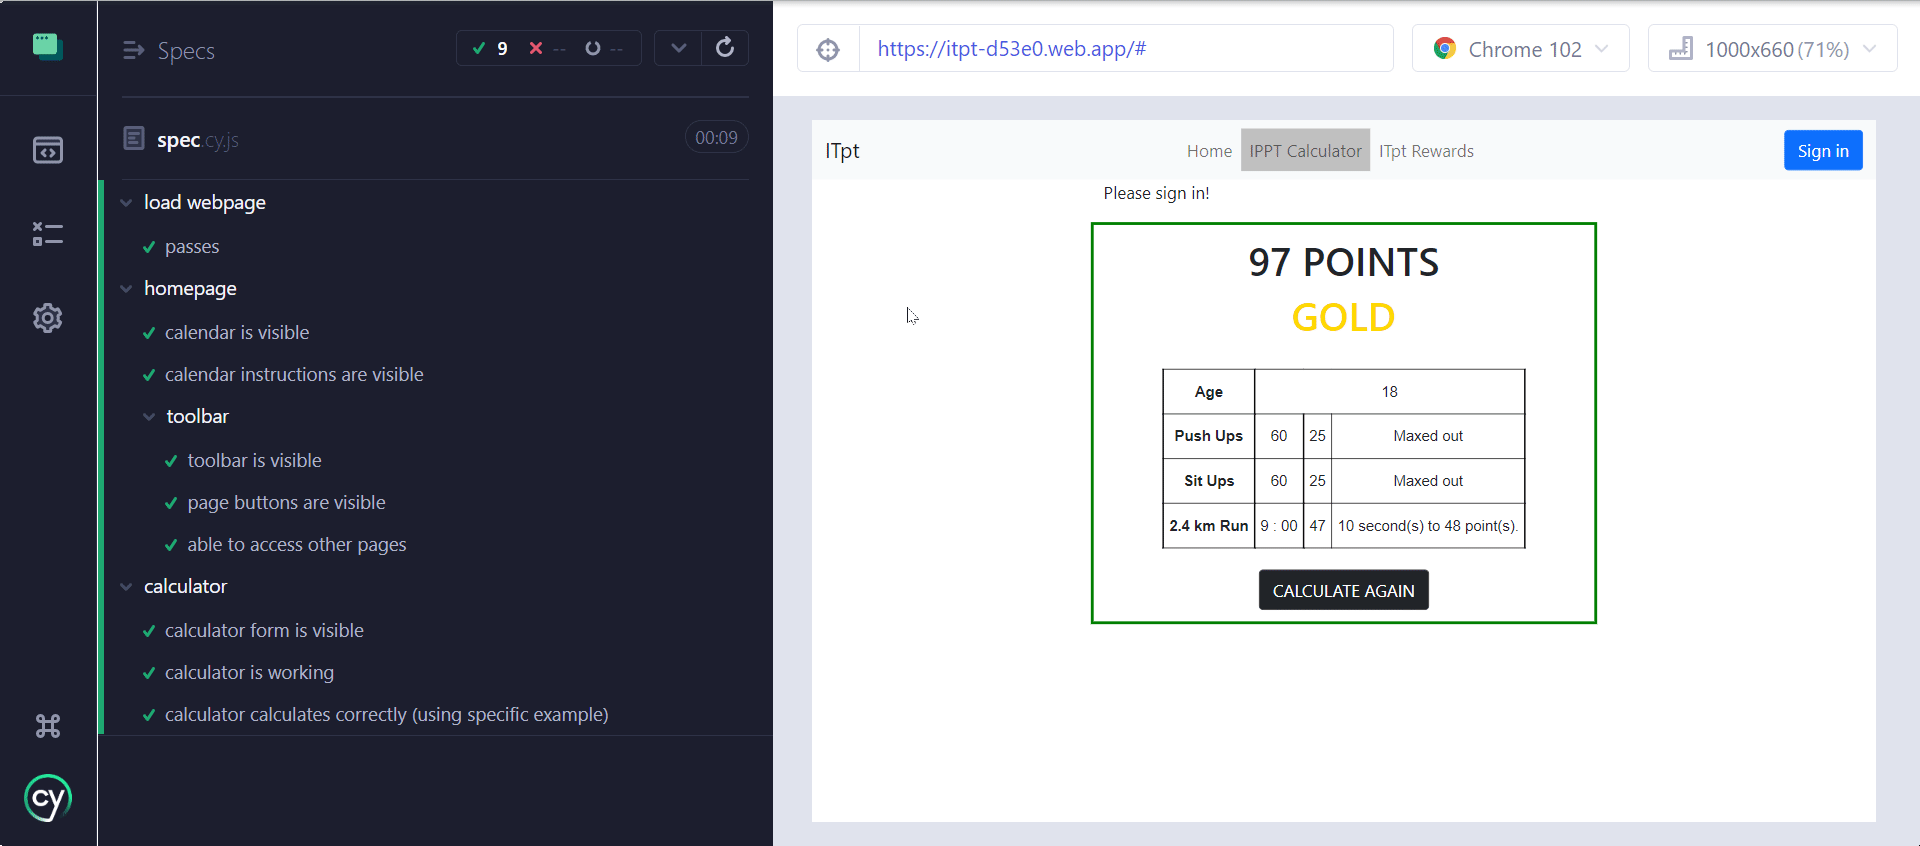 Specs
9 -- --
spec.cy.js
00:09
load webpage
passes
homepage
calendar is visible
calendar instructions are visible
toolbar
toolbar is visible
page buttons are visible
able to access other pages
calculator
calculator form is visible
calculator is working
calculator calculates correctly (using specific example)
cy
https://itpt-d53e0.web.app/#
Chrome 102
1000x660 (71%)
ITpt
Home
IPPT Calculator
ITpt Rewards
Sign in
Please sign in!
97 POINTS
GOLD
Age 18
Push Ups 60 25 Maxed out
Sit Ups 60 25 Maxed out
2.4 km Run 9 : 00 47 10 second(s) to 48 point(s).
CALCULATE AGAIN